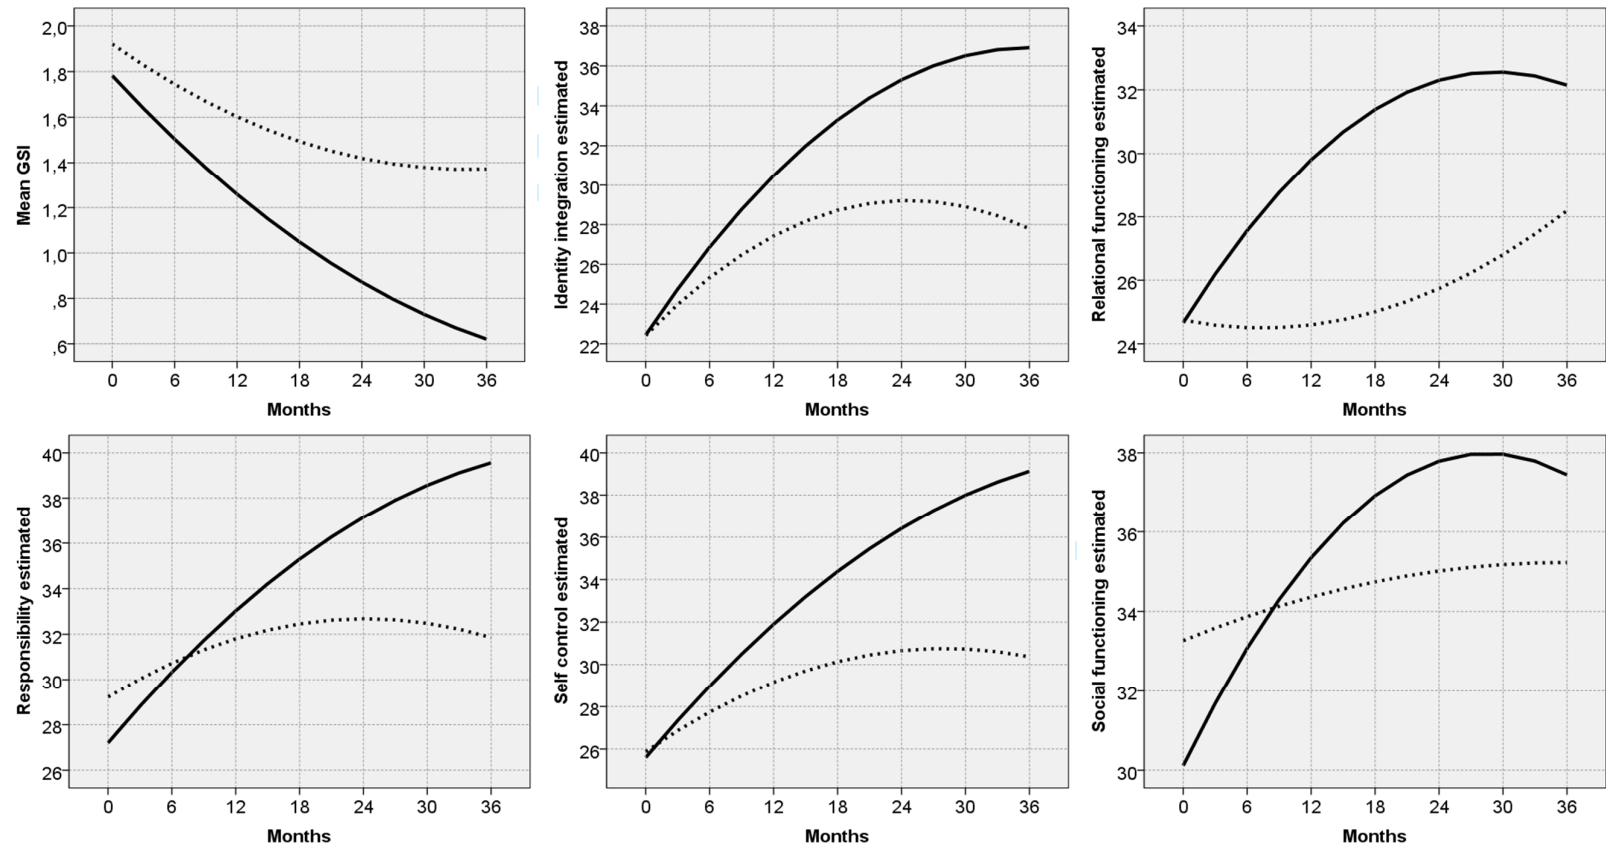 Mean GSI
2,0
1,8
1,6
1,4
1,2
1,0
,8
,6
0 6 12 18 24 30 36
Months
Identity integration estimated
38
36
34
32
30
28
26
24
22
0 6 12 18 24 30 36
Months
Relational functioning estimated
34
32
30
28
26
24
0 6 12 18 24 30 36
Months
Responsibility estimated
40
38
36
34
32
30
28
26
0 6 12 18 24 30 36
Months
Self control estimated
40
38
36
34
32
30
28
26
0 6 12 18 24 30 36
Months
Social functioning estimated
38
36
34
32
30
0 6 12 18 24 30 36
Months